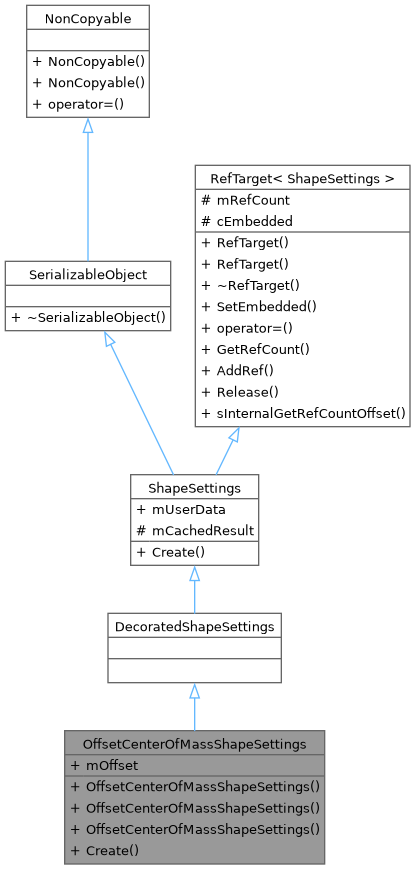 NonCopyable
+ NonCopyable()
+ NonCopyable()
+ operator=()
RefTarget< ShapeSettings >
# mRefCount
# cEmbedded
+ RefTarget()
+ RefTarget()
+ ~RefTarget()
+ SetEmbedded()
+ operator=()
+ GetRefCount()
+ AddRef()
+ Release()
+ sInternalGetRefCountOffset()
SerializableObject
+ ~SerializableObject()
ShapeSettings
+ mUserData
# mCachedResult
+ Create()
DecoratedShapeSettings
OffsetCenterOfMassShapeSettings
+ mOffset
+ OffsetCenterOfMassShapeSettings()
+ OffsetCenterOfMassShapeSettings()
+ OffsetCenterOfMassShapeSettings()
+ Create()